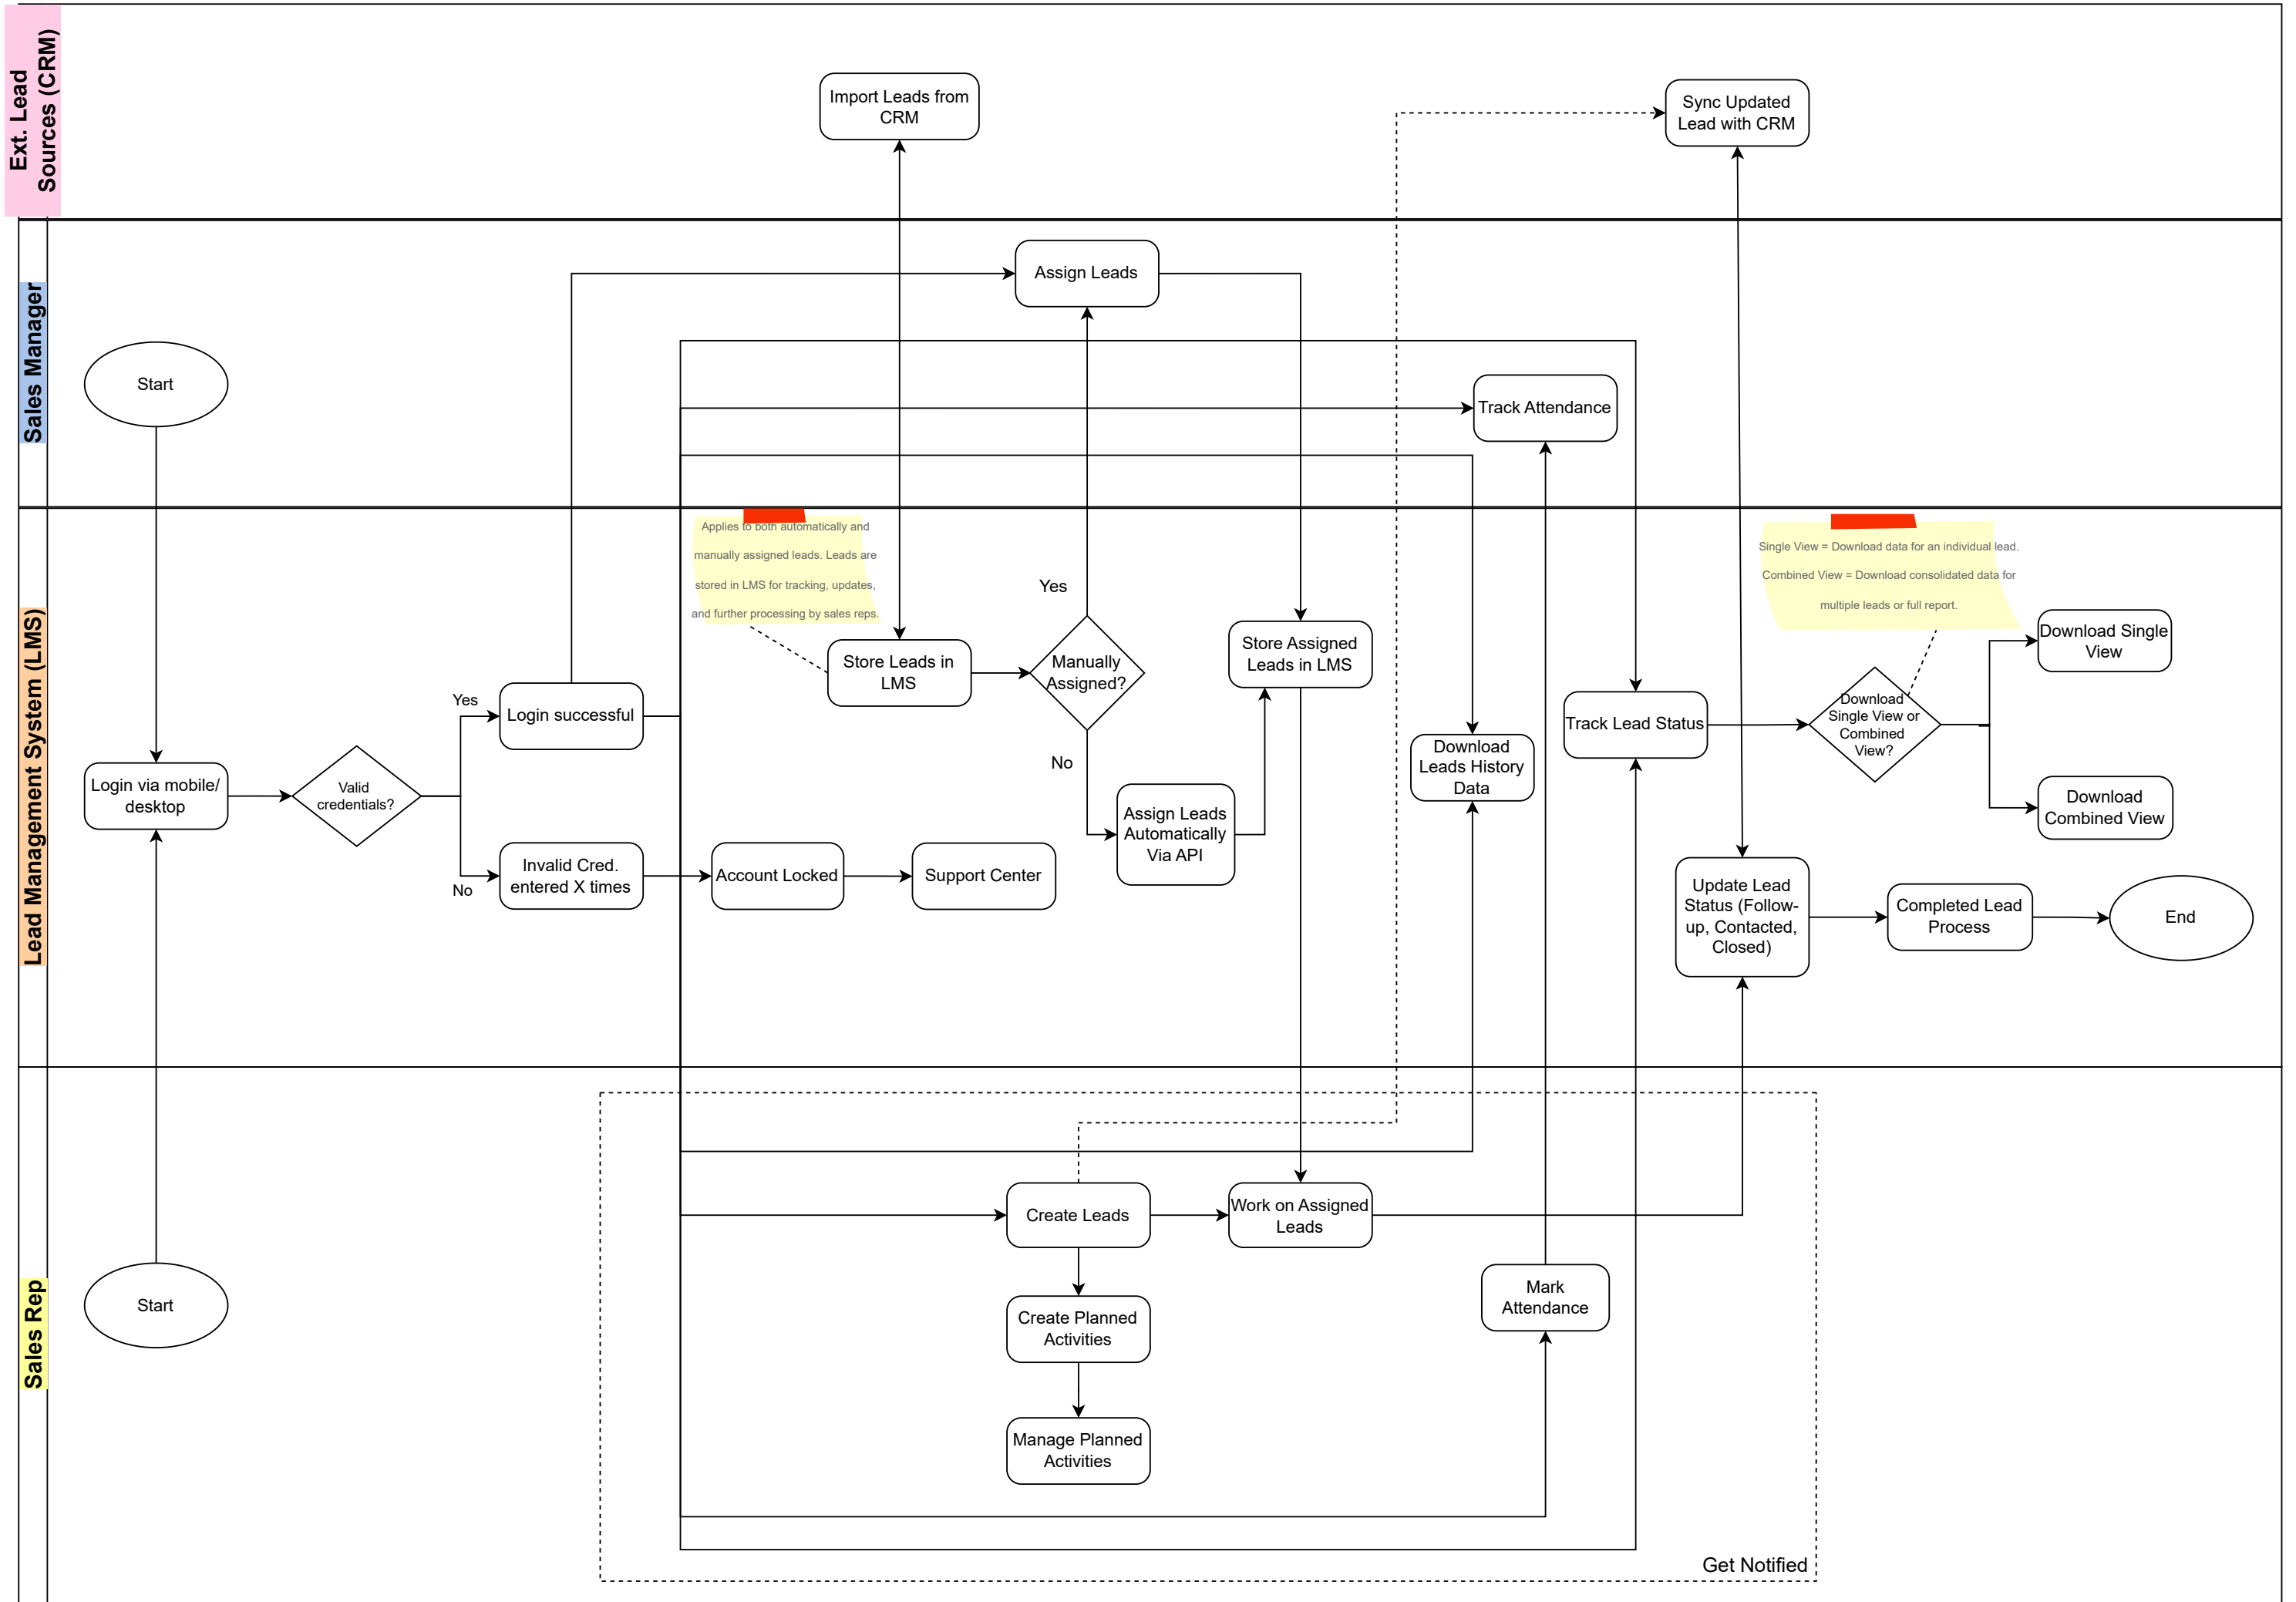 Ext. Lead
Sources (CRM)
Import Leads from
CRM
Sync Updated
Lead with CRM
Sales Manager
Assign Leads
Start
Track Attendance
Lead Management System (LMS)
Applies to both automatically and
manually assigned leads. Leads are
stored in LMS for tracking, updates,
and further processing by sales reps.
Single View = Download data for an individual lead.
Combined View = Download consolidated data for
multiple leads or full report.
Yes
Store Leads in
LMS
Manually
Assigned?
No
Store Assigned
Leads in LMS
Assign Leads
Automatically
Via API
Login via mobile/
desktop
Valid
credentials?
Yes
No
Login successful
Invalid Cred.
entered X times
Account Locked
Support Center
Download
Leads History
Data
Track Lead Status
Download
Single View or
Combined
View?
Download Single
View
Download
Combined View
Update Lead
Status (Follow-
up, Contacted,
Closed)
Completed Lead
Process
End
Sales Rep
Start
Create Leads
Work on Assigned
Leads
Create Planned
Activities
Manage Planned
Activities
Mark
Attendance
Get Notified